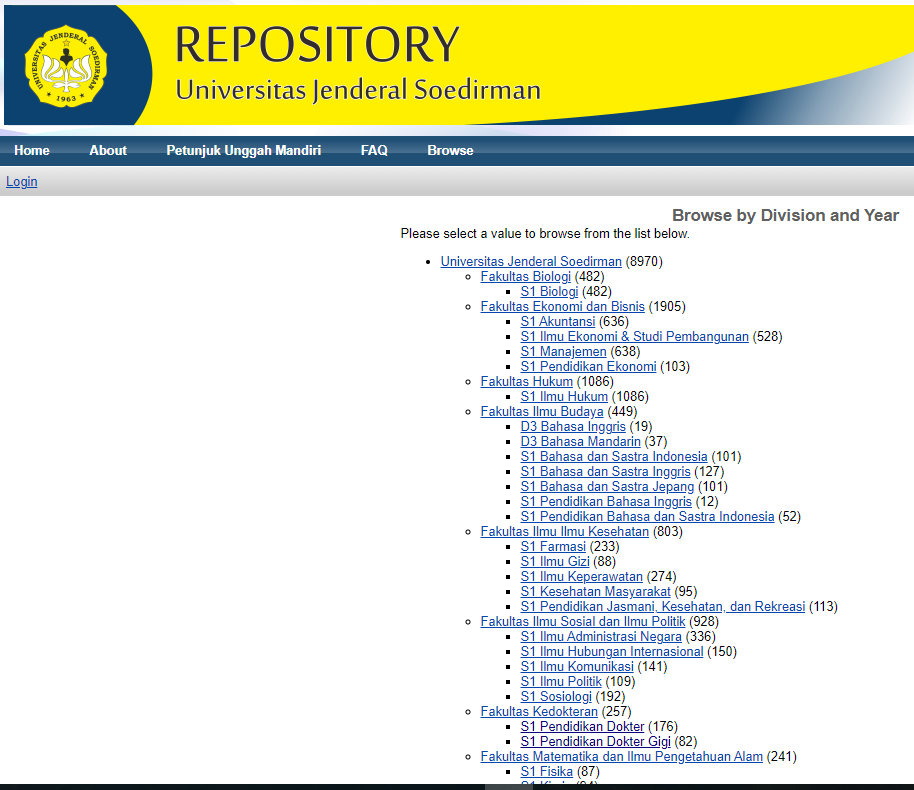 UNIVERSITAS JENDERAL SOEDIRMAN
1963
REPOSITORY
Universitas Jenderal Soedirman
Home About Petunjuk Unggah Mandiri FAQ Browse
Login
Browse by Division and Year
Please select a value to browse from the list below.
Universitas Jenderal Soedirman (8970)
Fakultas Biologi (482)
S1 Biologi (482)
Fakultas Ekonomi dan Bisnis (1905)
S1 Akuntansi (636)
S1 Ilmu Ekonomi & Studi Pembangunan (528)
S1 Manajemen (638)
S1 Pendidikan Ekonomi (103)
Fakultas Hukum (1086)
S1 Ilmu Hukum (1086)
Fakultas Ilmu Budaya (449)
D3 Bahasa Inggris (19)
D3 Bahasa Mandarin (37)
S1 Bahasa dan Sastra Indonesia (101)
S1 Bahasa dan Sastra Inggris (127)
S1 Bahasa dan Sastra Jepang (101)
S1 Pendidikan Bahasa Inggris (12)
S1 Pendidikan Bahasa dan Sastra Indonesia (52)
Fakultas Ilmu Ilmu Kesehatan (803)
S1 Farmasi (233)
S1 Ilmu Gizi (88)
S1 Ilmu Keperawatan (274)
S1 Kesehatan Masyarakat (95)
S1 Pendidikan Jasmani, Kesehatan, dan Rekreasi (113)
Fakultas Ilmu Sosial dan Ilmu Politik (928)
S1 Ilmu Administrasi Negara (336)
S1 Ilmu Hubungan Internasional (150)
S1 Ilmu Komunikasi (141)
S1 Ilmu Politik (109)
S1 Sosiologi (192)
Fakultas Kedokteran (257)
S1 Pendidikan Dokter (176)
S1 Pendidikan Dokter Gigi (82)
Fakultas Matematika dan Ilmu Pengetahuan Alam (241)
S1 Fisika (87)